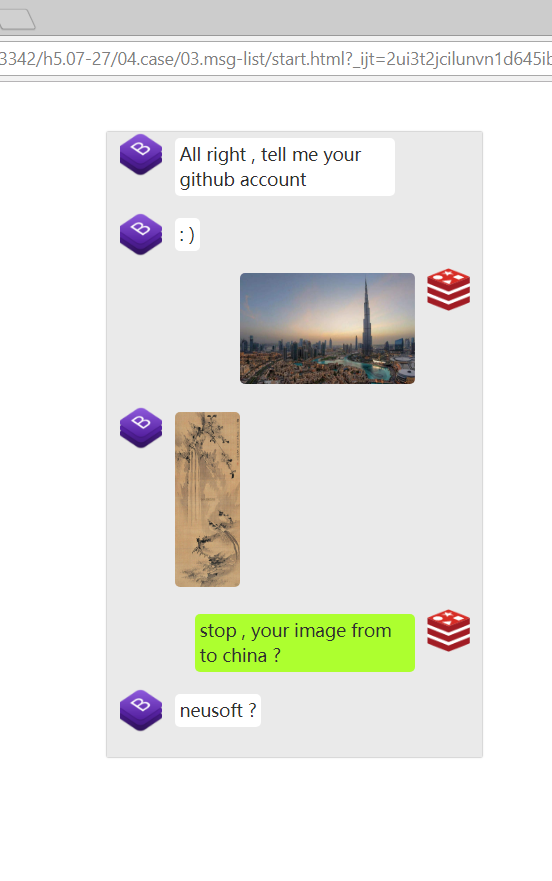 3342/h5.07-27/04.case/03.msg-list/start.html?_ijt=2ui3t2jcilunvn1d645ib
B
All right , tell me your
github account
B
: )
B
stop , your image from
to china ?
B
neusoft ?